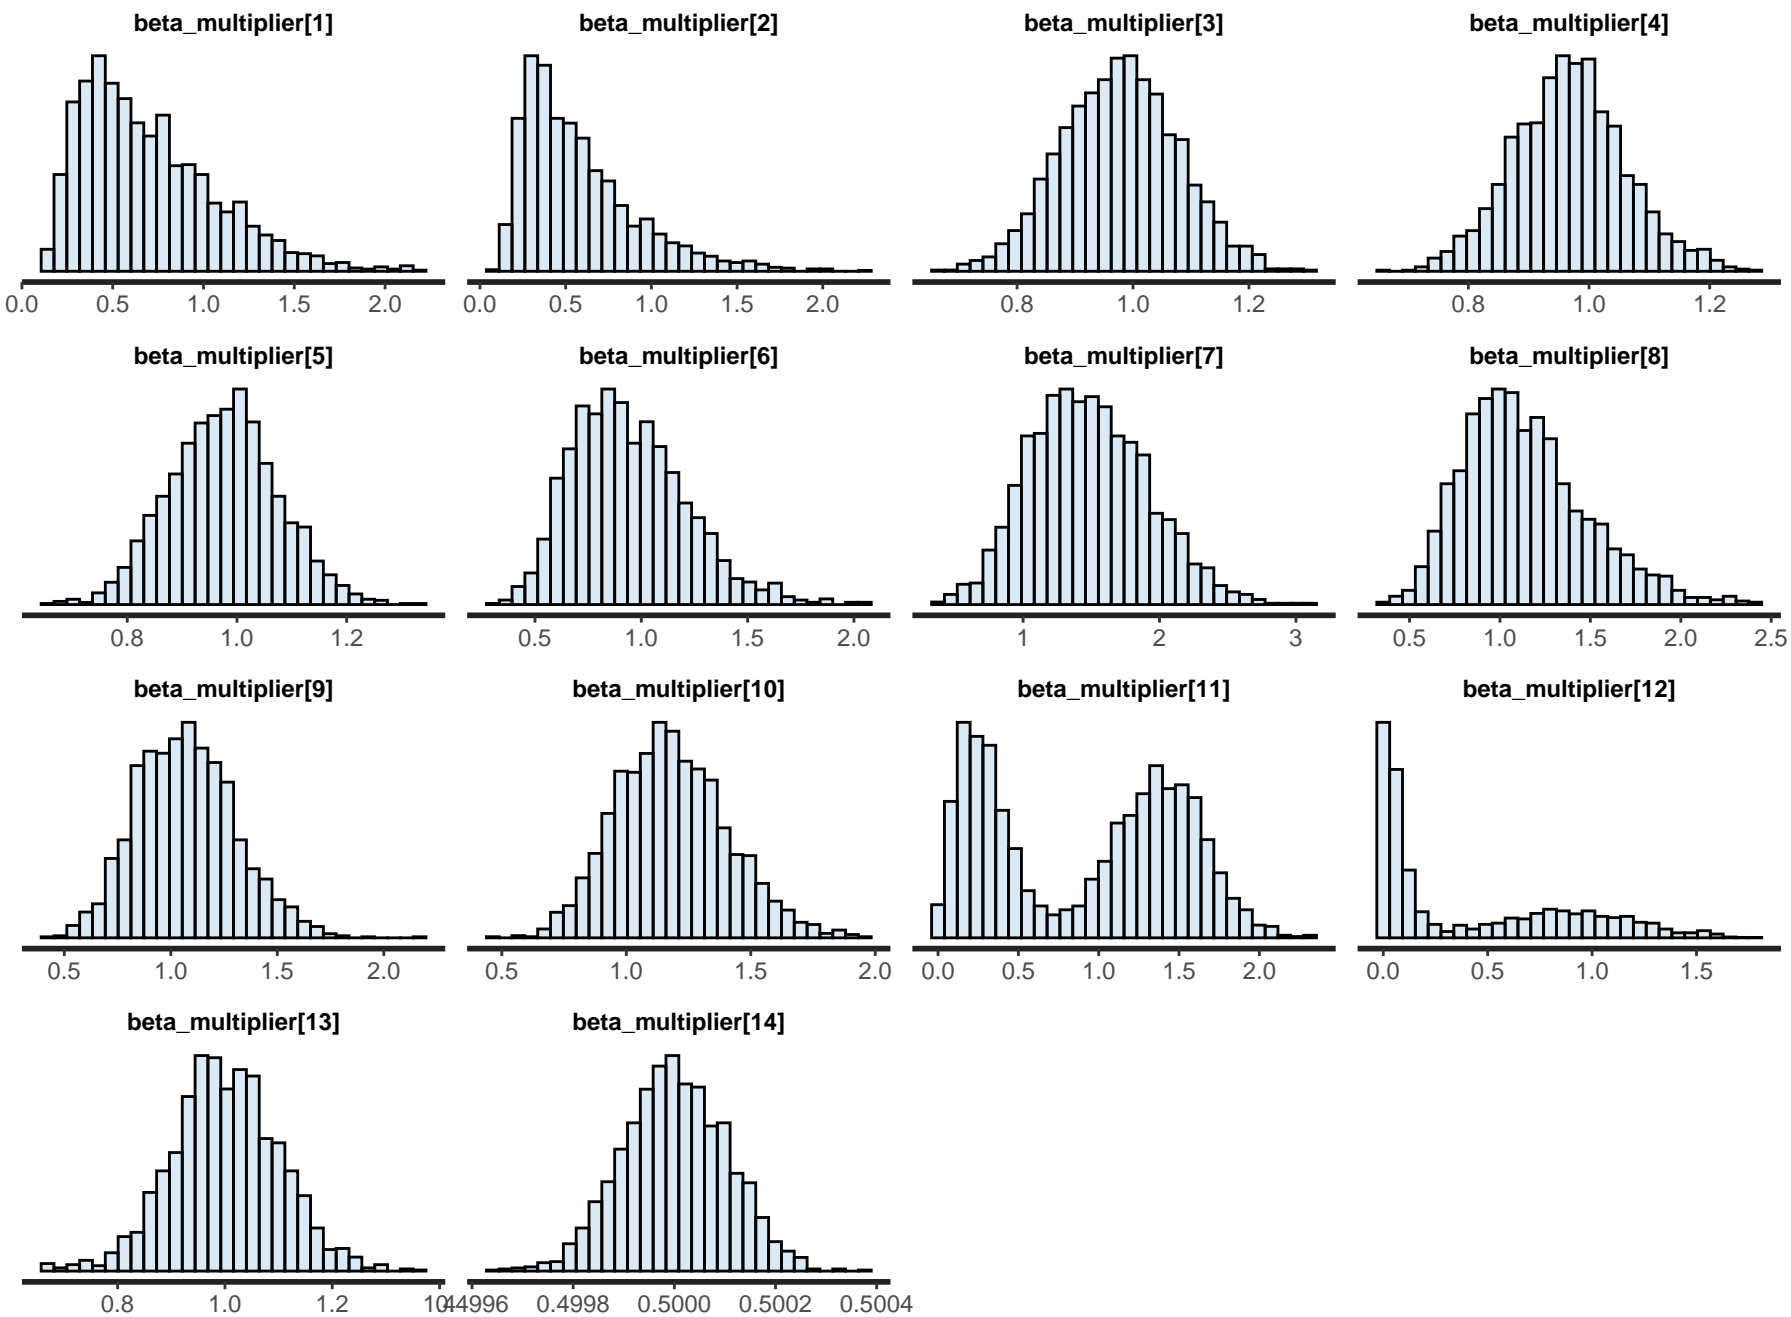 beta_multiplier[1] beta_multiplier[2] beta_multiplier[3] beta_multiplier[4]
0.0 0.5 1.0 1.5 2.0 0.0 0.5 1.0 1.5 2.0 0.8 1.0 1.2 0.8 1.0 1.2
beta_multiplier[5] beta_multiplier[6] beta_multiplier[7] beta_multiplier[8]
0.8 1.0 1.2 0.5 1.0 1.5 2.0 1 2 3 0.5 1.0 1.5 2.0 2.5
beta_multiplier[9] beta_multiplier[10] beta_multiplier[11] beta_multiplier[12]
0.5 1.0 1.5 2.0 0.5 1.0 1.5 2.0 0.0 0.5 1.0 1.5 2.0 0.0 0.5 1.0 1.5
beta_multiplier[13] beta_multiplier[14]
0.8 1.0 1.2 0.4998 0.5000 0.5002 0.5004